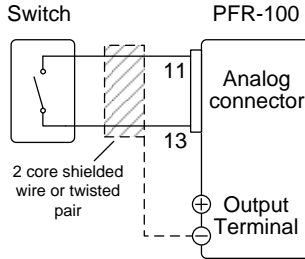 Switch
PFR-100
11
Analog
connector
13
2 core shielded
wire or twisted
pair
+
Output
Terminal
-